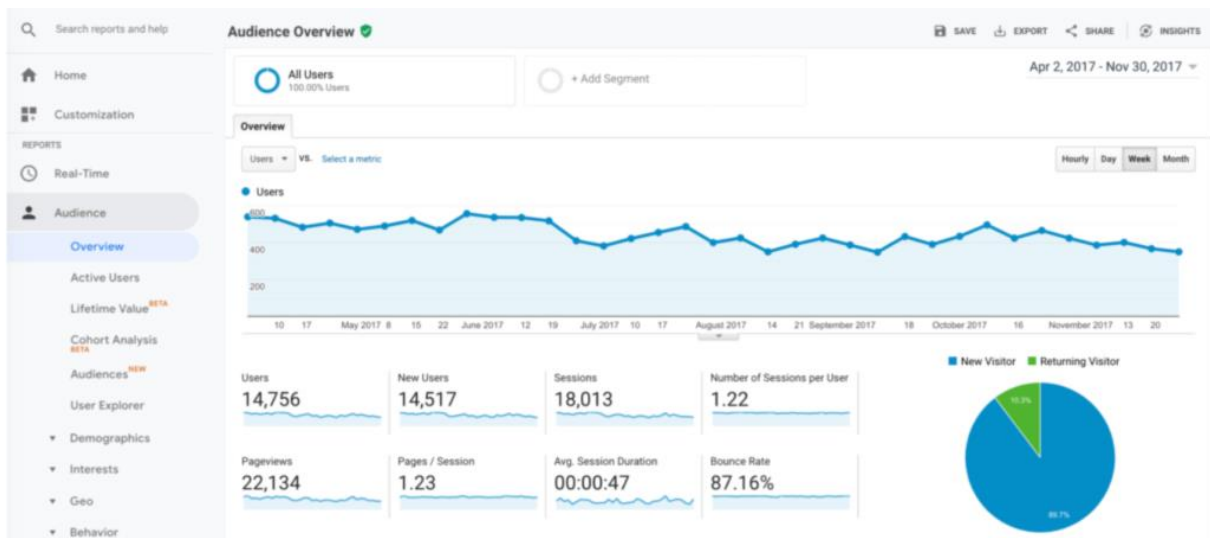 Search reports and help
Home
Customization
REPORTS
Real-Time
Audience
Overview
Active Users
Lifetime Value BETA
Cohort Analysis
BETA
Audiences NEW
User Explorer
Demographics
Interests
Geo
Behavior
Audience Overview
SAVE EXPORT SHARE INSIGHTS
Apr 2, 2017 - Nov 30, 2017
All Users
100.00% Users
+ Add Segment
Overview
Users VS. Select a metric
Hourly Day Week Month
Users
600
400
200
10 17 May 2017 8 15 22 June 2017 12 19 July 2017 10 17 August 2017 14 21 September 2017 18 October 2017 16 November 2017 13 20
New Visitor Returning Visitor
Users
14,756
New Users
14,517
Sessions
18,013
Number of Sessions per User
1.22
Pageviews
22,134
Pages / Session
1.23
Avg. Session Duration
00:00:47
Bounce Rate
87.16%
10.3%
89.7%